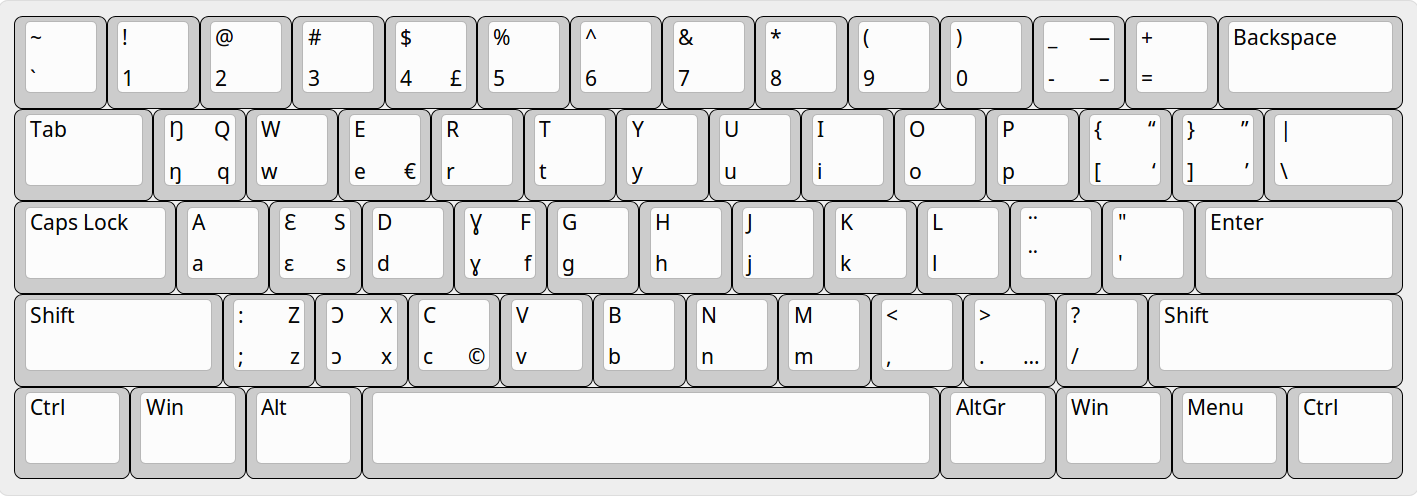 ~ ! @ # $ % ^ & * ( ) _ — + Backspace
` 1 2 3 4 £ 5 6 7 8 9 0 - – =
Tab Ŋ Q W E R T Y U I O P { “ } ” |
ŋ q w e € r t y u i o p [ ‘ ] ’ \
Caps Lock A Ɛ S D Ɣ F G H J K L ¨ " Enter
a ɛ s d ɣ f g h j k l ¨ '
Shift : Z Ɔ X C V B N M < > ? Shift
; z ɔ x c © v b n m , . … /
Ctrl Win Alt AltGr Win Menu Ctrl